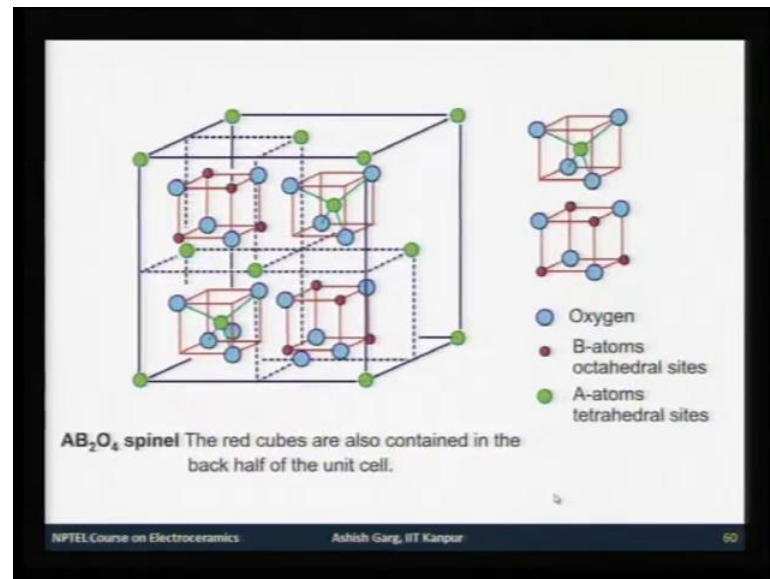 Oxygen
B-atoms
octahedral sites
A-atoms
tetrahedral sites
AB₂O₄ spinel The red cubes are also contained in the
back half of the unit cell.
NPTEL Course on Electroceramics Ashish Garg, IIT Kanpur 60